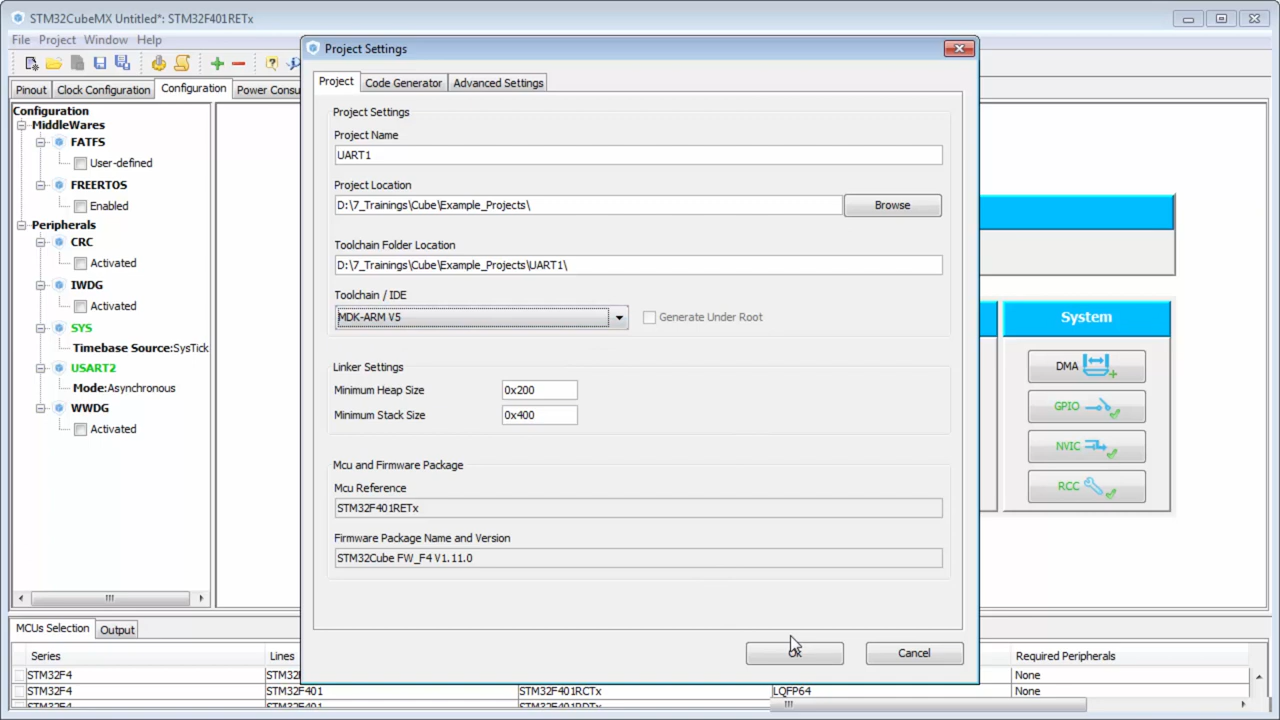 STM32CubeMX Untitled*: STM32F401RETx
File Project Window Help
Pinout Clock Configuration Configuration Power Consu
Configuration
MiddleWares
FATFS
User-defined
FREERTOS
Enabled
Peripherals
CRC
Activated
IWDG
Activated
SYS
Timebase Source:SysTick
USART2
Mode:Asynchronous
WWDG
Activated
Project Settings
Project Code Generator Advanced Settings
Project Settings
Project Name
UART1
Project Location
D:\7_Trainings\Cube\Example_Projects\ Browse
Toolchain Folder Location
D:\7_Trainings\Cube\Example_Projects\UART1\
Toolchain / IDE
MDK-ARM V5 Generate Under Root
Linker Settings
Minimum Heap Size 0x200
Minimum Stack Size 0x400
Mcu and Firmware Package
Mcu Reference
STM32F401RETx
Firmware Package Name and Version
STM32Cube FW_F4 V1.11.0
Ok Cancel
System
DMA
GPIO
NVIC
RCC
MCUs Selection Output
Series Lines Required Peripherals
STM32F4 None
STM32F4 STM32F401 STM32F401RCTx LQFP64 None
STM32F4 STM32F401 STM32F401RDTx